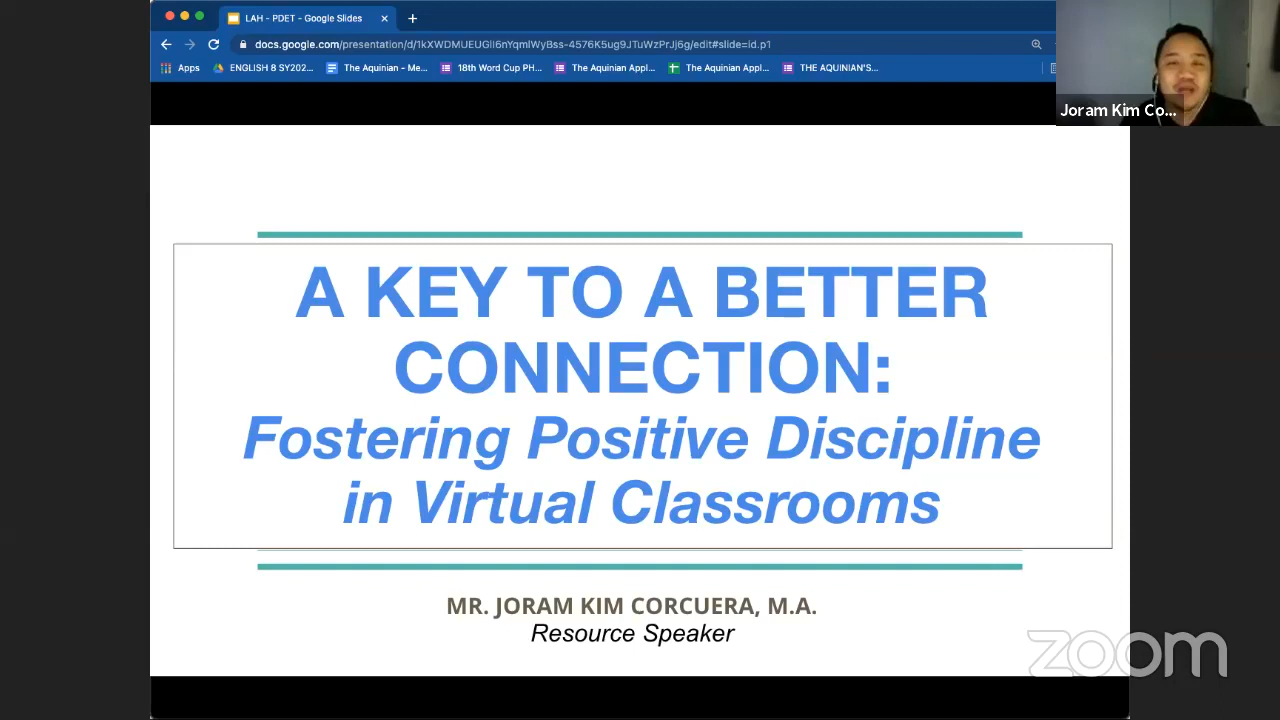 LAH - PDET - Google Slides
docs.google.com/presentation/d/1kXWDMUEUGlI6nYqmIWyBss-4576K5ug9JTuWzPrJj6g/edit#slide=id.p1
Apps ENGLISH 8 SY202... The Aquinian - Me... 18th Word Cup PH... The Aquinian Appl... The Aquinian Appl... THE AQUINIAN'S...
Joram Kim Co...
A KEY TO A BETTER
CONNECTION:
Fostering Positive Discipline
in Virtual Classrooms
MR. JORAM KIM CORCUERA, M.A.
Resource Speaker
zoom